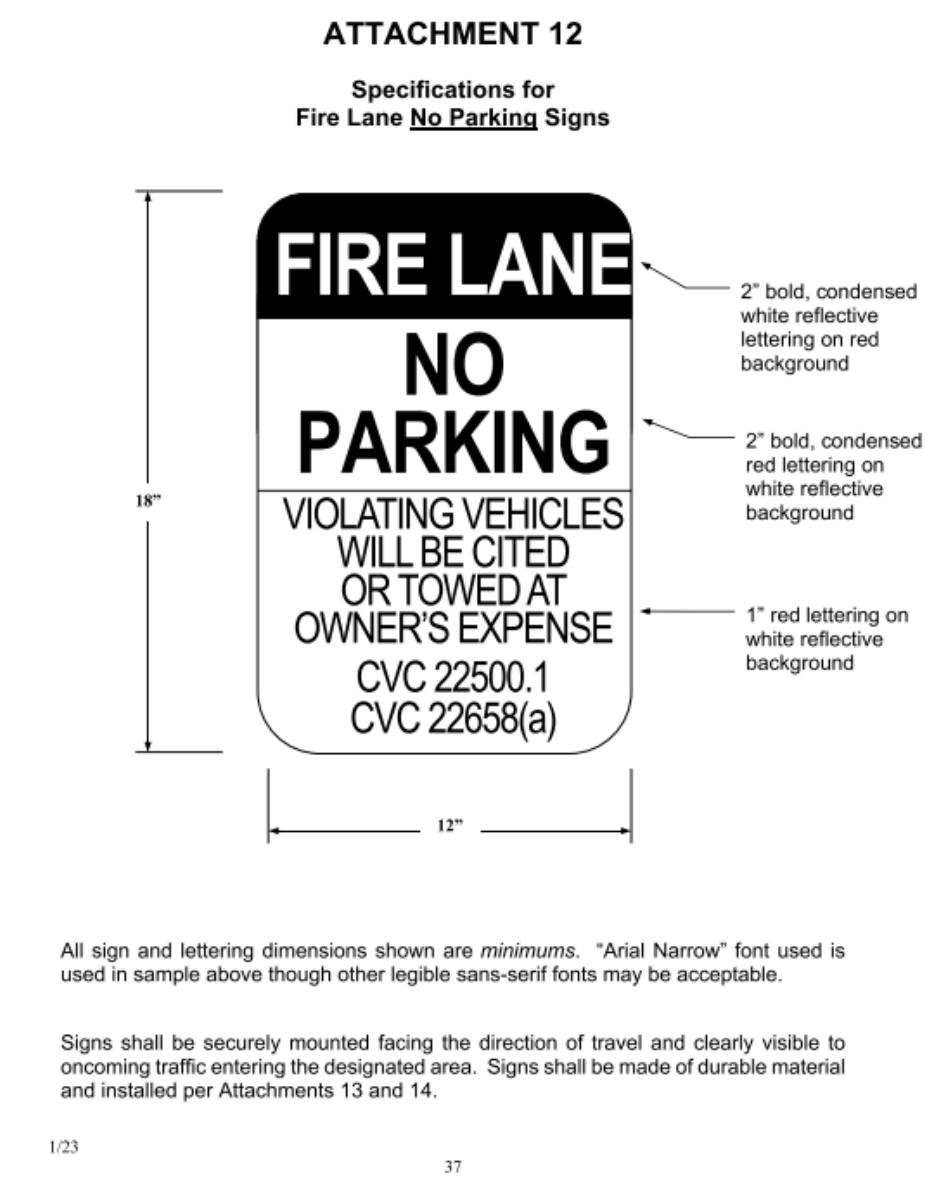 ATTACHMENT 12
Specifications for
Fire Lane No Parking Signs
FIRE LANE
2” bold, condensed
white reflective
lettering on red
background
NO
PARKING
2” bold, condensed
red lettering on
white reflective
background
18”
VIOLATING VEHICLES
WILL BE CITED
OR TOWED AT
OWNER’S EXPENSE
CVC 22500.1
CVC 22658(a)
1” red lettering on
white reflective
background
12”
All sign and lettering dimensions shown are minimums. “Arial Narrow” font used is
used in sample above though other legible sans-serif fonts may be acceptable.
Signs shall be securely mounted facing the direction of travel and clearly visible to
oncoming traffic entering the designated area. Signs shall be made of durable material
and installed per Attachments 13 and 14.
1/23
37